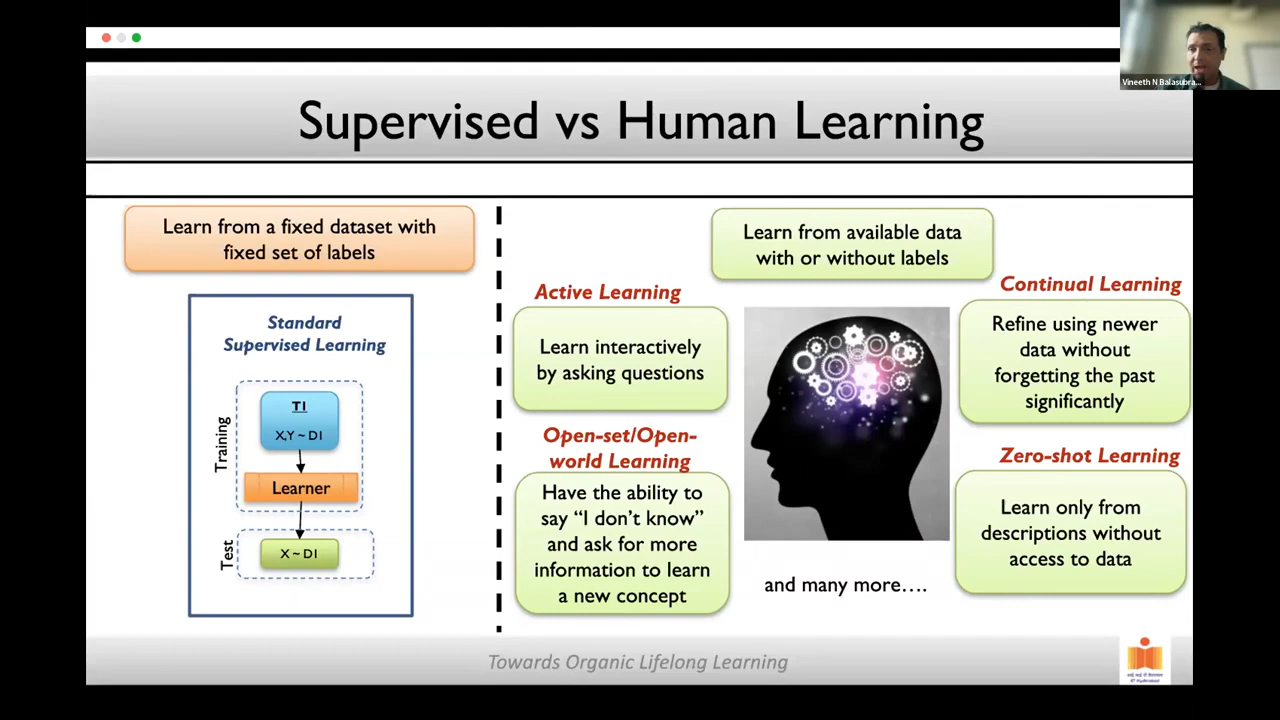 Vineeth N Balasubra...
Supervised vs Human Learning
Learn from a fixed dataset with
fixed set of labels
Standard
Supervised Learning
Training
T1
X,Y ~ D1
Learner
Test
X ~ D1
Learn from available data
with or without labels
Active Learning
Learn interactively
by asking questions
Open-set/Open-
world Learning
Have the ability to
say “I don’t know”
and ask for more
information to learn
a new concept
and many more….
Continual Learning
Refine using newer
data without
forgetting the past
significantly
Zero-shot Learning
Learn only from
descriptions without
access to data
Towards Organic Lifelong Learning